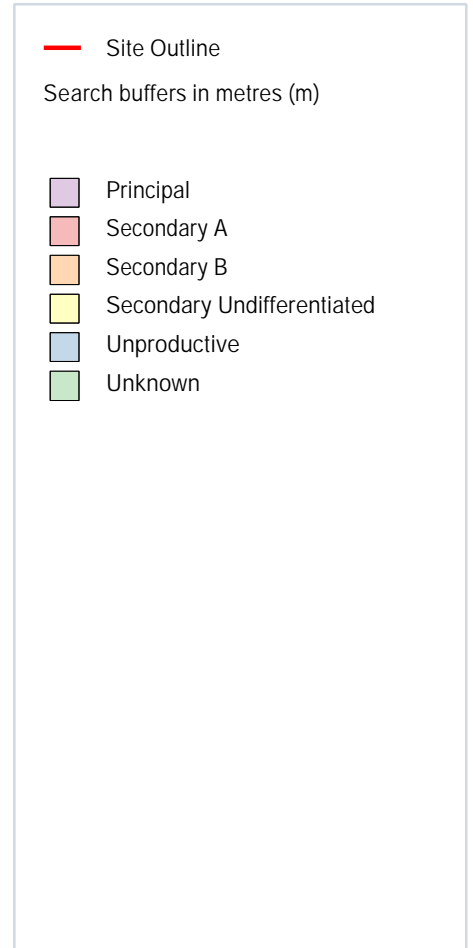 Site Outline
Search buffers in metres (m)
Principal
Secondary A
Secondary B
Secondary Undifferentiated
Unproductive
Unknown